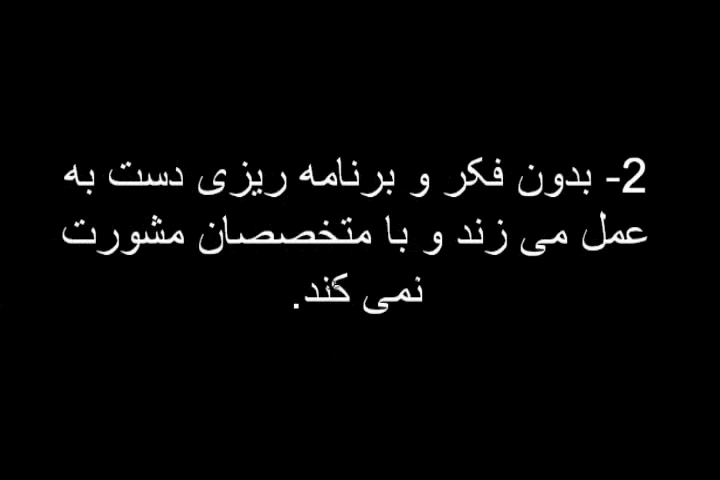 2- بدون فکر و برنامه ریزی دست به
عمل می زند و با متخصصان مشورت
نمی کند.